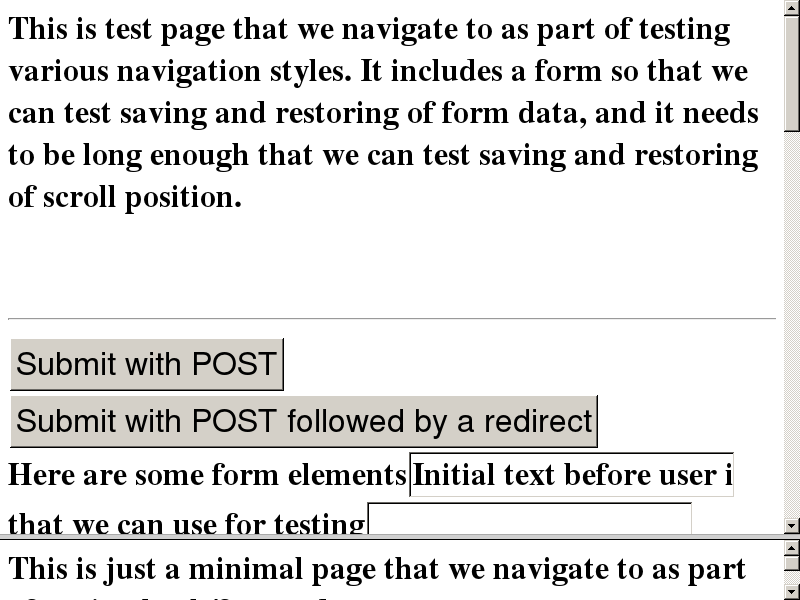 This is test page that we navigate to as part of testing
various navigation styles. It includes a form so that we
can test saving and restoring of form data, and it needs
to be long enough that we can test saving and restoring
of scroll position.
Submit with POST
Submit with POST followed by a redirect
Here are some form elements Initial text before user i
that we can use for testing
This is just a minimal page that we navigate to as part